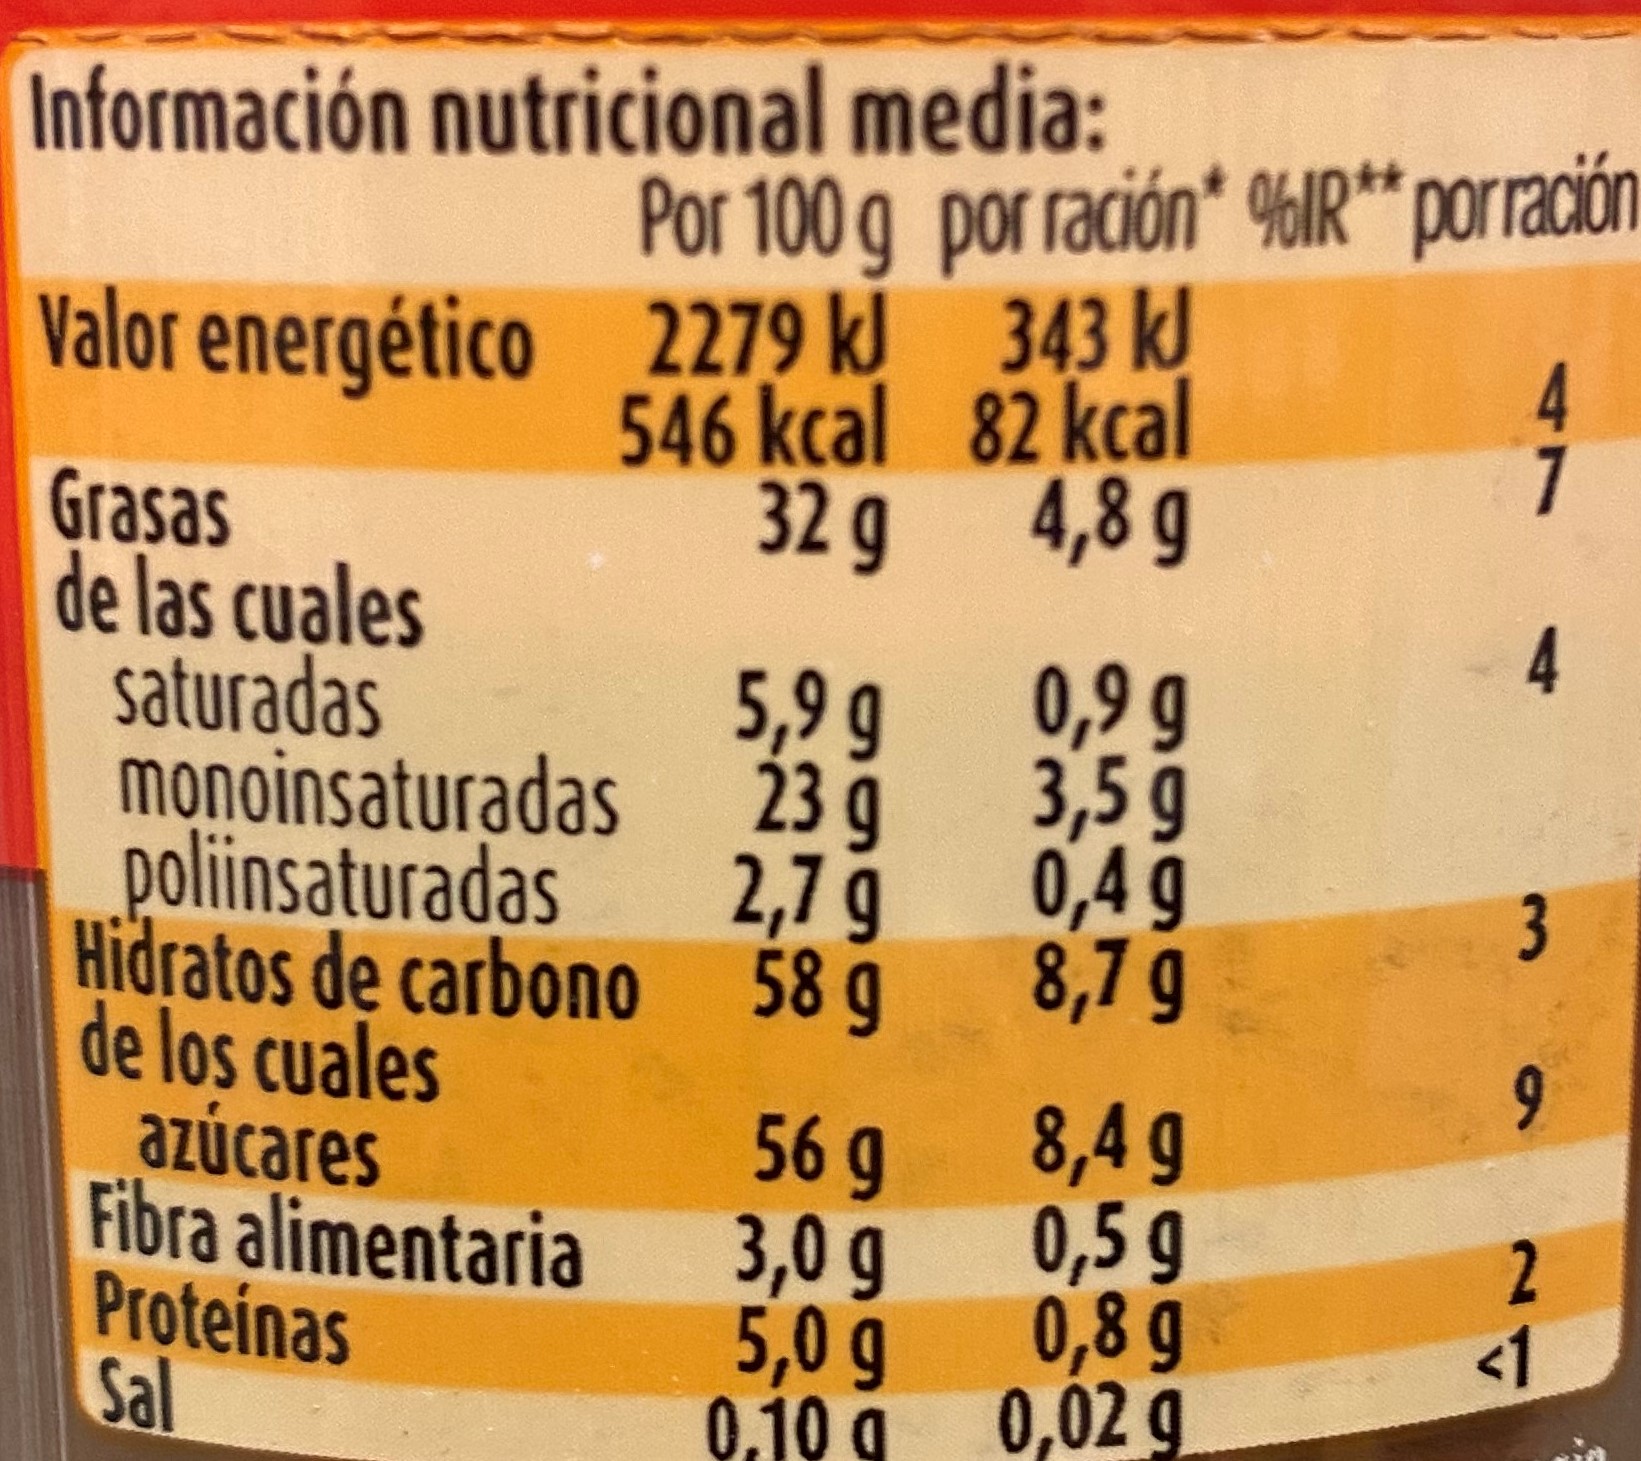 Información nutricional media:
Por 100 g por ración* %IR** por ración
Valor energético 2279 kJ 343 kJ
546 kcal 82 kcal 4
Grasas 32 g 4,8 g 7
de las cuales
saturadas 5,9 g 0,9 g 4
monoinsaturadas 23 g 3,5 g
poliinsaturadas 2,7 g 0,4 g
Hidratos de carbono 58 g 8,7 g 3
de los cuales
azúcares 56 g 8,4 g 9
Fibra alimentaria 3,0 g 0,5 g
Proteínas 5,0 g 0,8 g 2
Sal 0,10 g 0,02 g <1